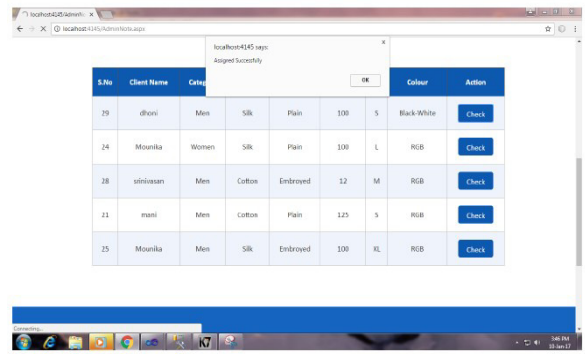 localhost:4145/AdminN
localhost:4145/AdminNote.aspx
localhost:4145 says:
Assigned Successfully
OK
S.No Client Name Categ Colour Action
29 dhoni Men Silk Plain 100 S Black-White Check
24 Mounika Women Silk Plain 100 L RGB Check
28 srinivasan Men Cotton Embroyed 12 M RGB Check
21 mani Cotton Men Plain 125 S RGB Check
25 Mounika Men Silk Embroyed 100 XL RGB Check
Connecting...
3:46 PM
10-Jan-17